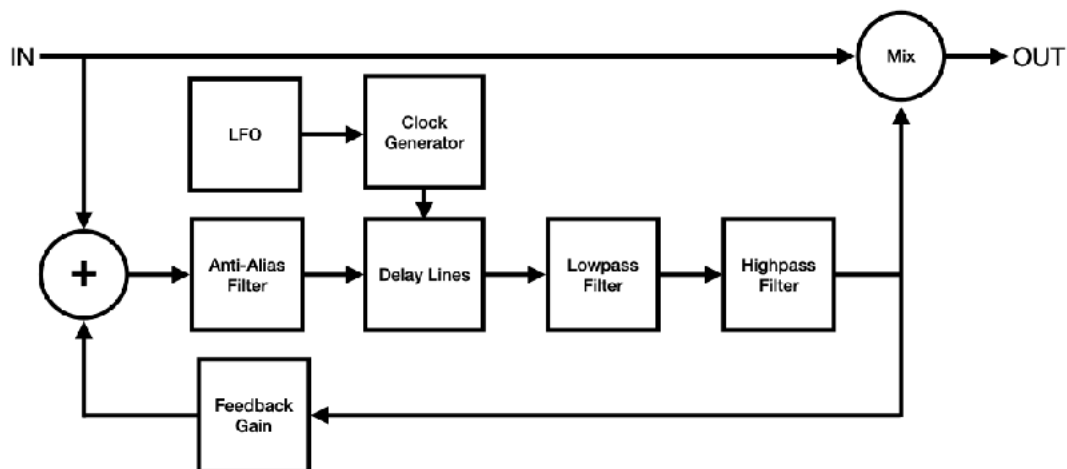 IN
Mix
OUT
LFO
Clock
Generator
+
Anti-Alias
Filter
Delay Lines
Lowpass
Filter
Highpass
Filter
Feedback
Gain